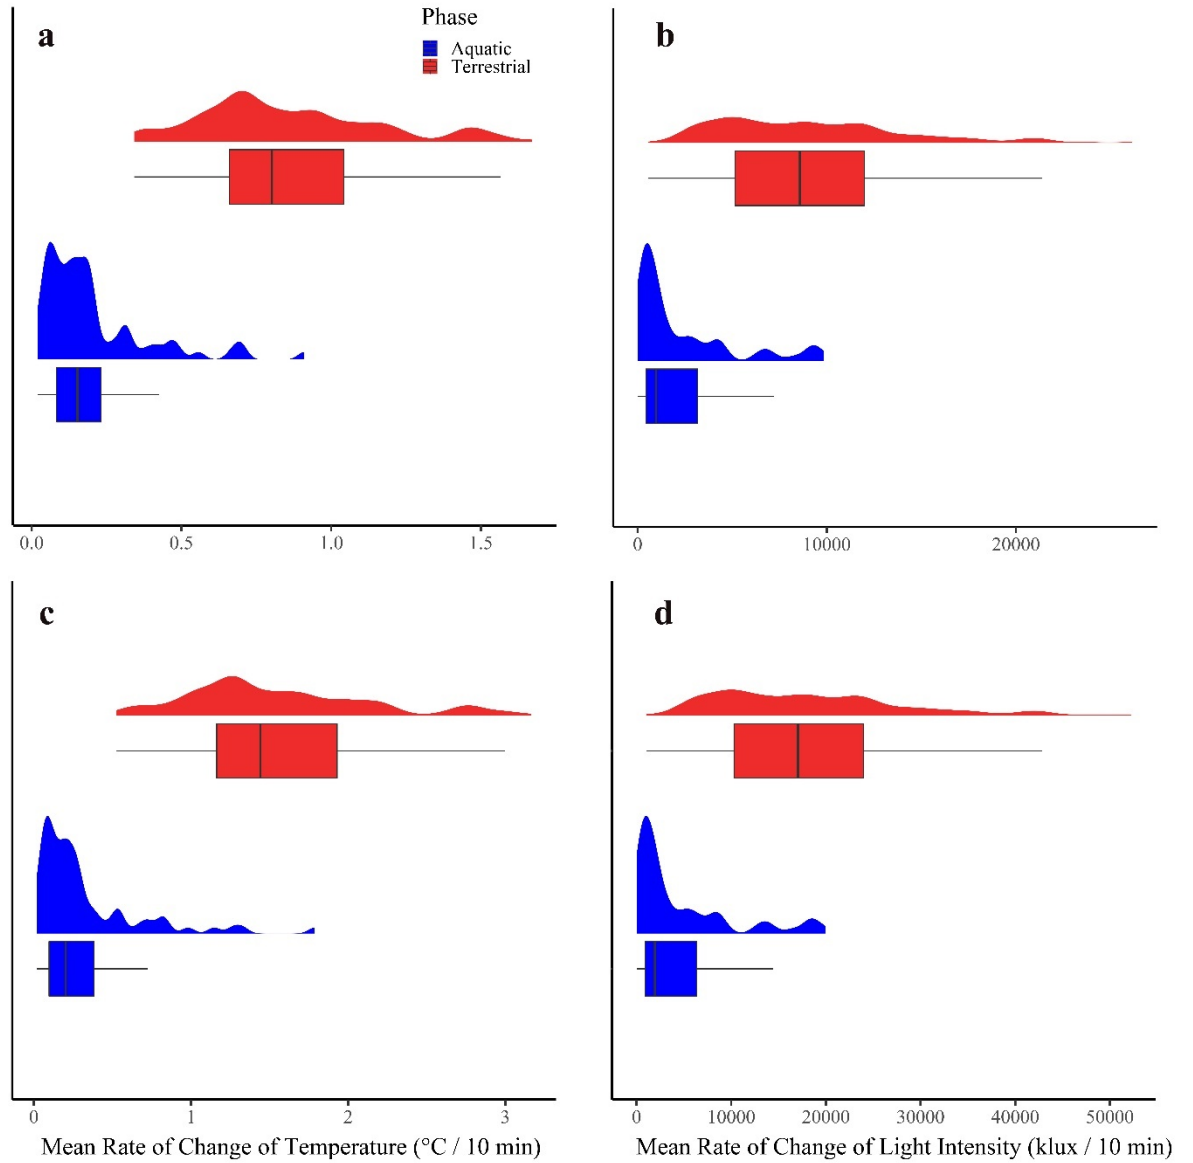 a
Phase
Aquatic
Terrestrial
b
0.0 0.5 1.0 1.5
0 10000 20000
c
d
0 1 2 3
0 10000 20000 30000 40000 50000
Mean Rate of Change of Temperature (°C / 10 min)
Mean Rate of Change of Light Intensity (klux / 10 min)